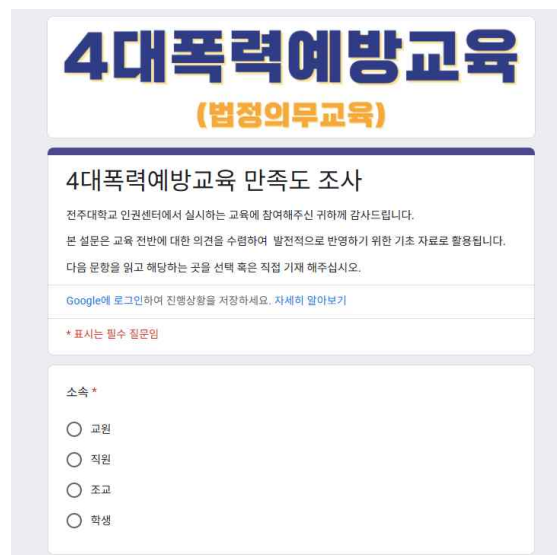 4대폭력예방교육
(법정의무교육)
4대폭력예방교육 만족도 조사
전주대학교 인권센터에서 실시하는 교육에 참여해주신 귀하께 감사드립니다.
본 설문은 교육 전반에 대한 의견을 수렴하여 발전적으로 반영하기 위한 기초 자료로 활용됩니다.
다음 문항을 읽고 해당하는 곳을 선택 혹은 직접 기재 해주십시오.
Google에 로그인하여 진행상황을 저장하세요. 자세히 알아보기
* 표시는 필수 질문임
소속 *
교원
직원
조교
학생